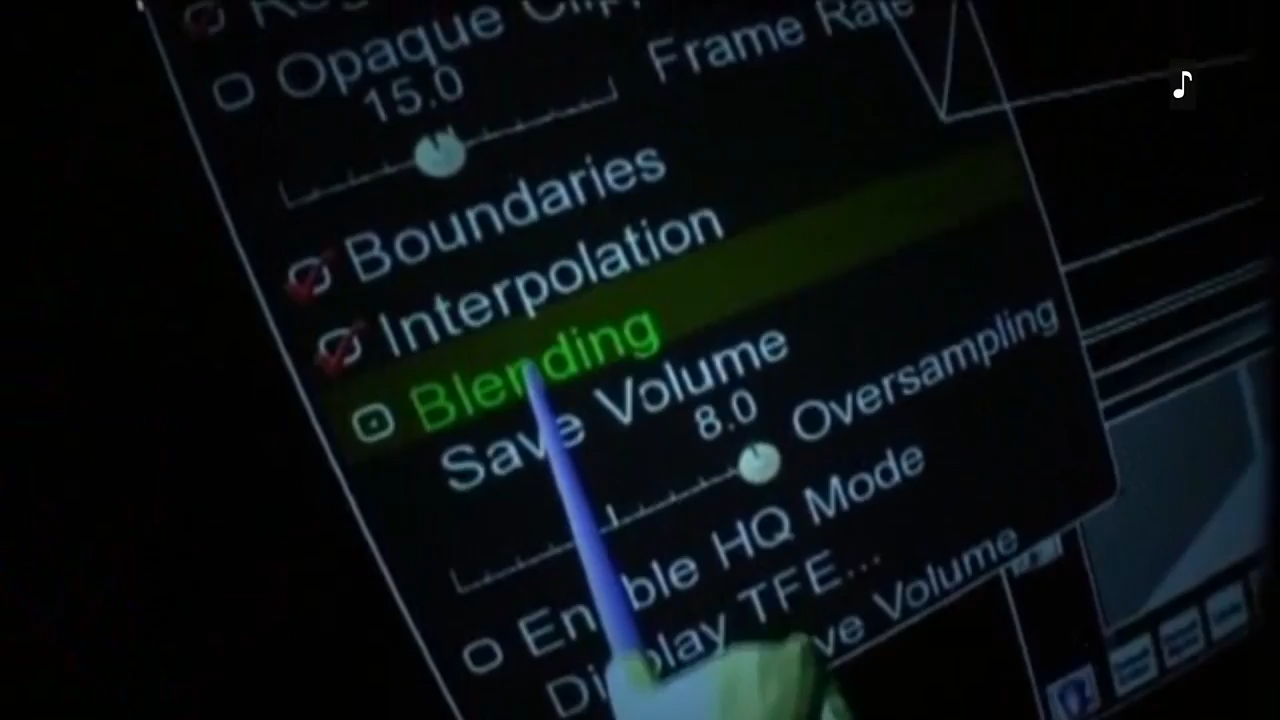 Opaque
15.0
Frame Rate
Boundaries
Interpolation
Blending
Save Volume
8.0
Oversampling
Enable HQ Mode
Display TFE...
Volume